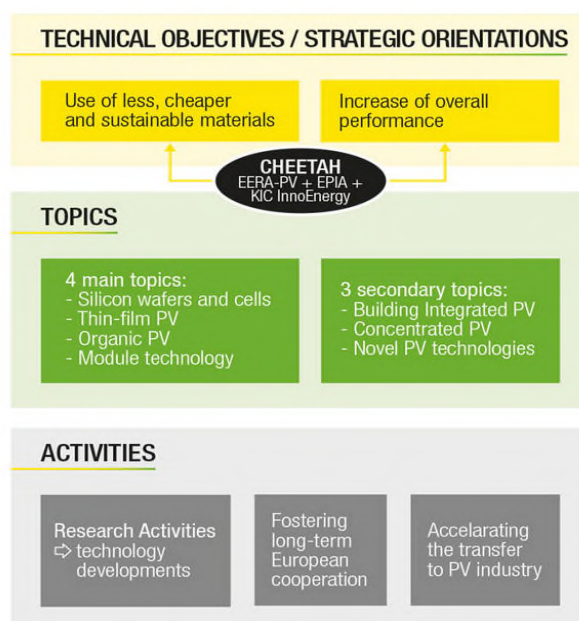 TECHNICAL OBJECTIVES / STRATEGIC ORIENTATIONS
Use of less, cheaper
and sustainable materials
Increase of overall
performance
CHEETAH
EERA-PV + EPIA +
KIC InnoEnergy
TOPICS
4 main topics:
- Silicon wafers and cells
- Thin-film PV
- Organic PV
- Module technology
3 secondary topics:
- Building Integrated PV
- Concentrated PV
- Novel PV technologies
ACTIVITIES
Research Activities
⇨ technology
developments
Fostering
long-term
European
cooperation
Accelarating
the transfer
to PV industry